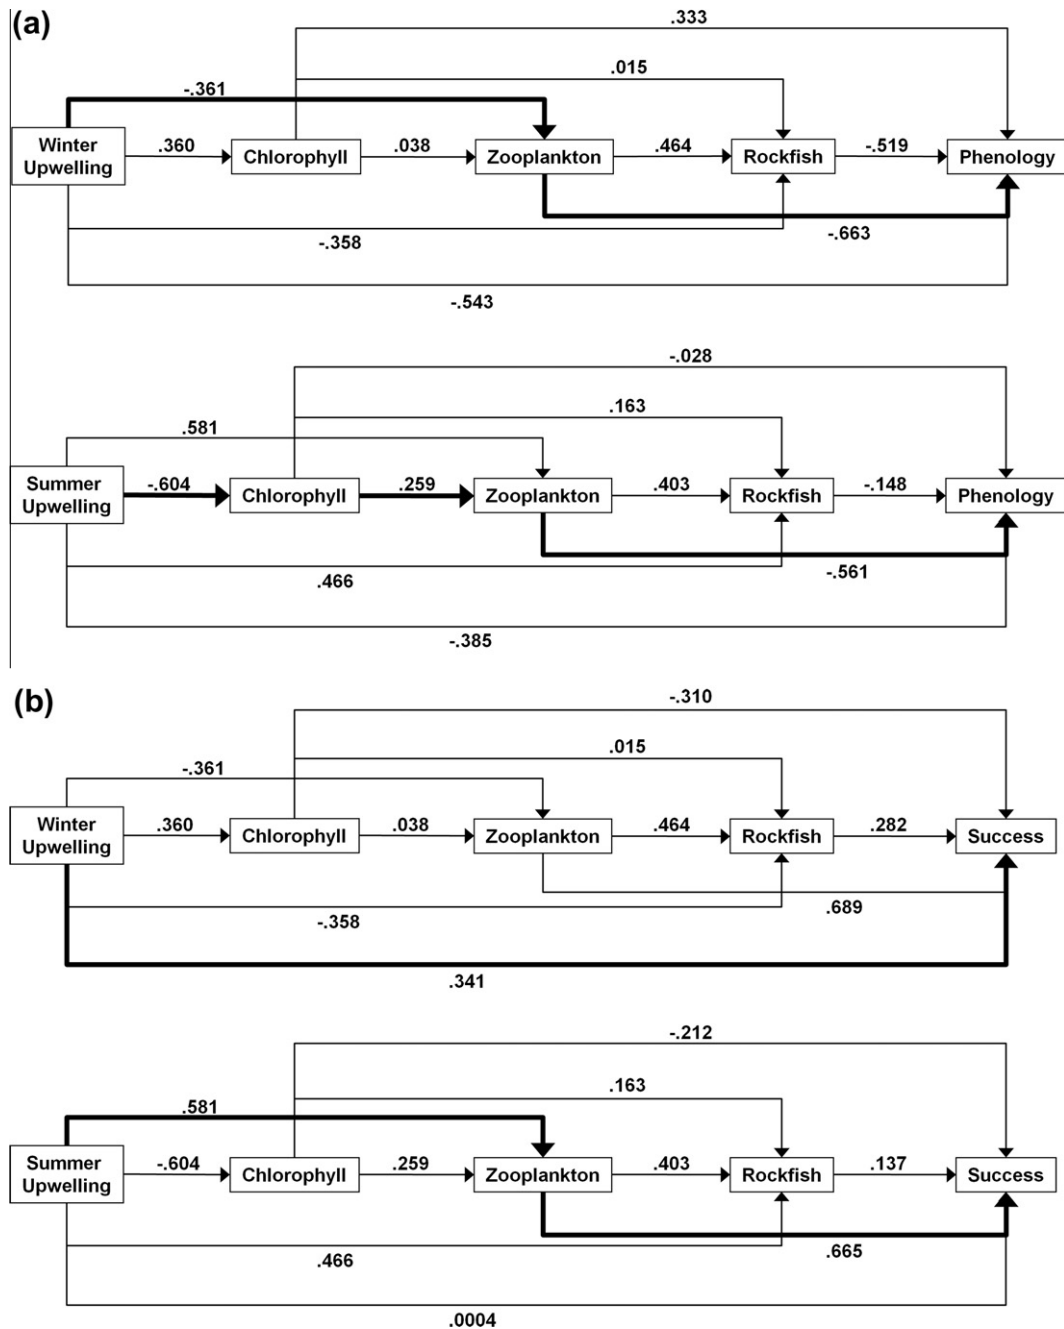 (a)
.333
.015
-.361
Winter
Upwelling
.360
Chlorophyll
.038
Zooplankton
.464
Rockfish
-.519
Phenology
-.663
-.358
-.543
-.028
.163
.581
Summer
Upwelling
-.604
Chlorophyll
.259
Zooplankton
.403
Rockfish
-.148
Phenology
-.561
.466
-.385
(b)
-.310
.015
-.361
Winter
Upwelling
.360
Chlorophyll
.038
Zooplankton
.464
Rockfish
.282
Success
.689
-.358
.341
-.212
.163
.581
Summer
Upwelling
-.604
Chlorophyll
.259
Zooplankton
.403
Rockfish
.137
Success
.665
.466
.0004